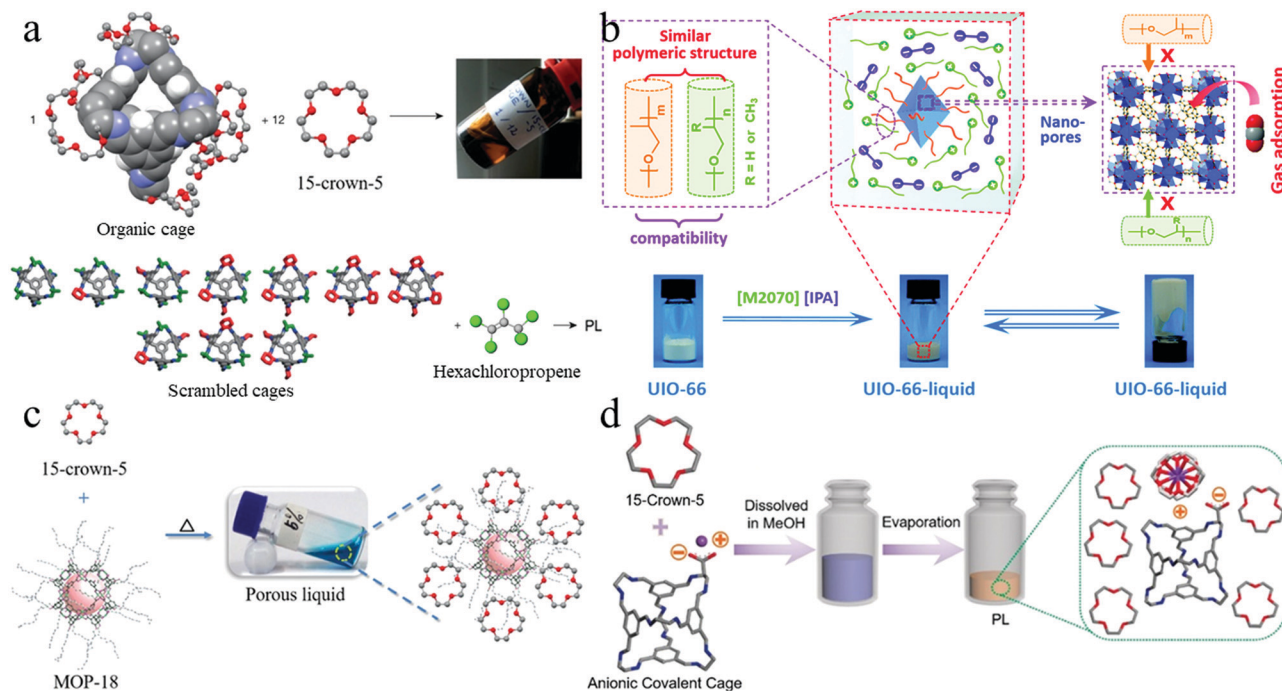 a
1
+ 12
15-crown-5
Organic cage
Scrambled cages
+
PL
Hexachloropropene
b
Similar
polymeric structure
m
O
R
n
O
R = H or CH3
compatibility
Nano-
pores
O
m
X
X
O
R
n
Gas adsorption
[M2070] [IPA]
UIO-66
UIO-66-liquid
UIO-66-liquid
c
15-crown-5
+
△
MOP-18
Porous liquid
d
15-Crown-5
+
Anionic Covalent Cage
Dissolved
in MeOH
Evaporation
PL